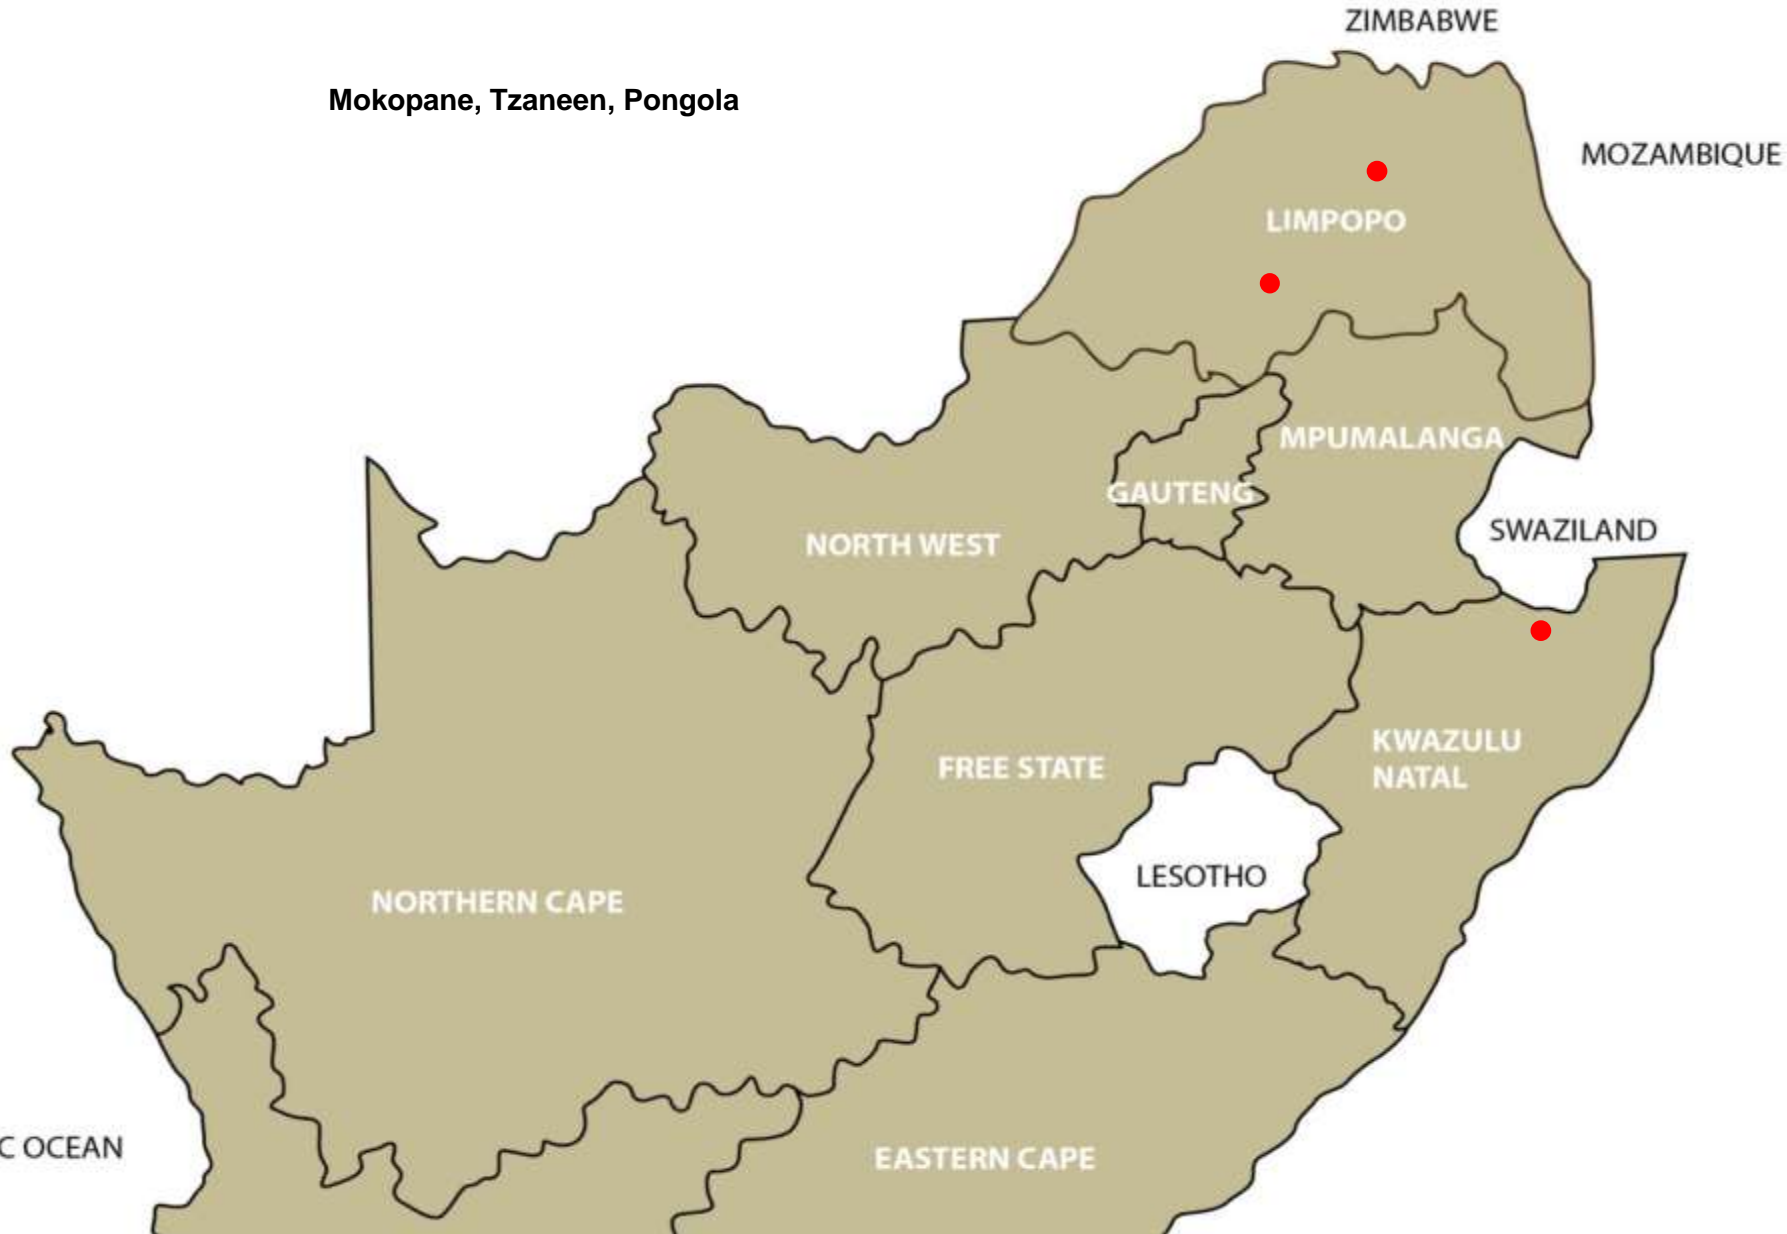 ZIMBABWE
Mokopane, Tzaneen, Pongola
MOZAMBIQUE
LIMPOPO
MPUMALANGA
GAUTENG
SWAZILAND
NORTH WEST
KWAZULU
NATAL
FREE STATE
LESOTHO
NORTHERN CAPE
C OCEAN
EASTERN CAPE